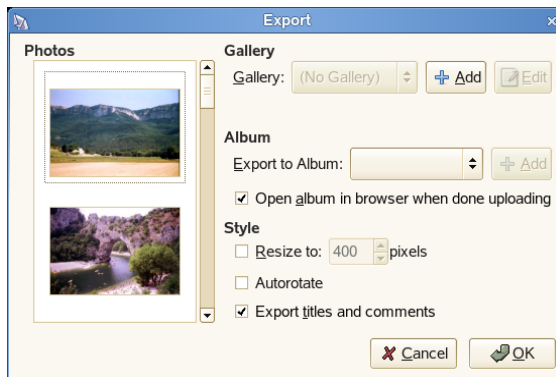 Export
Photos
Gallery
Gallery: (No Gallery) Add Edit
Album
Export to Album: Add
Open album in browser when done uploading
Style
Resize to: 400 pixels
Autorotate
Export titles and comments
Cancel OK